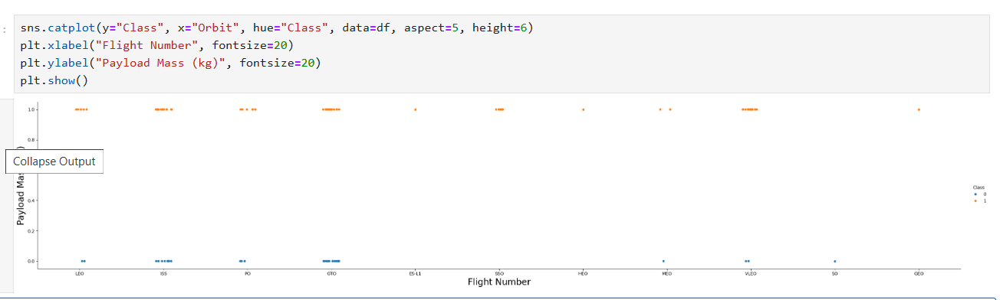 sns.catplot(y="Class", x="Orbit", hue="Class", data=df, aspect=5, height=6)
:
plt.xlabel("Flight Number", fontsize=20)
plt.ylabel("Payload Mass (kg)", fontsize=20)
plt.show()
1.0
0.8
Collapse Output
)
Payload Mas
0.4
Class
0
1
0.2
0.0
LEO ISS PO GTO ES-L1 SSO HEO MEO VLEO SO GEO
Flight Number